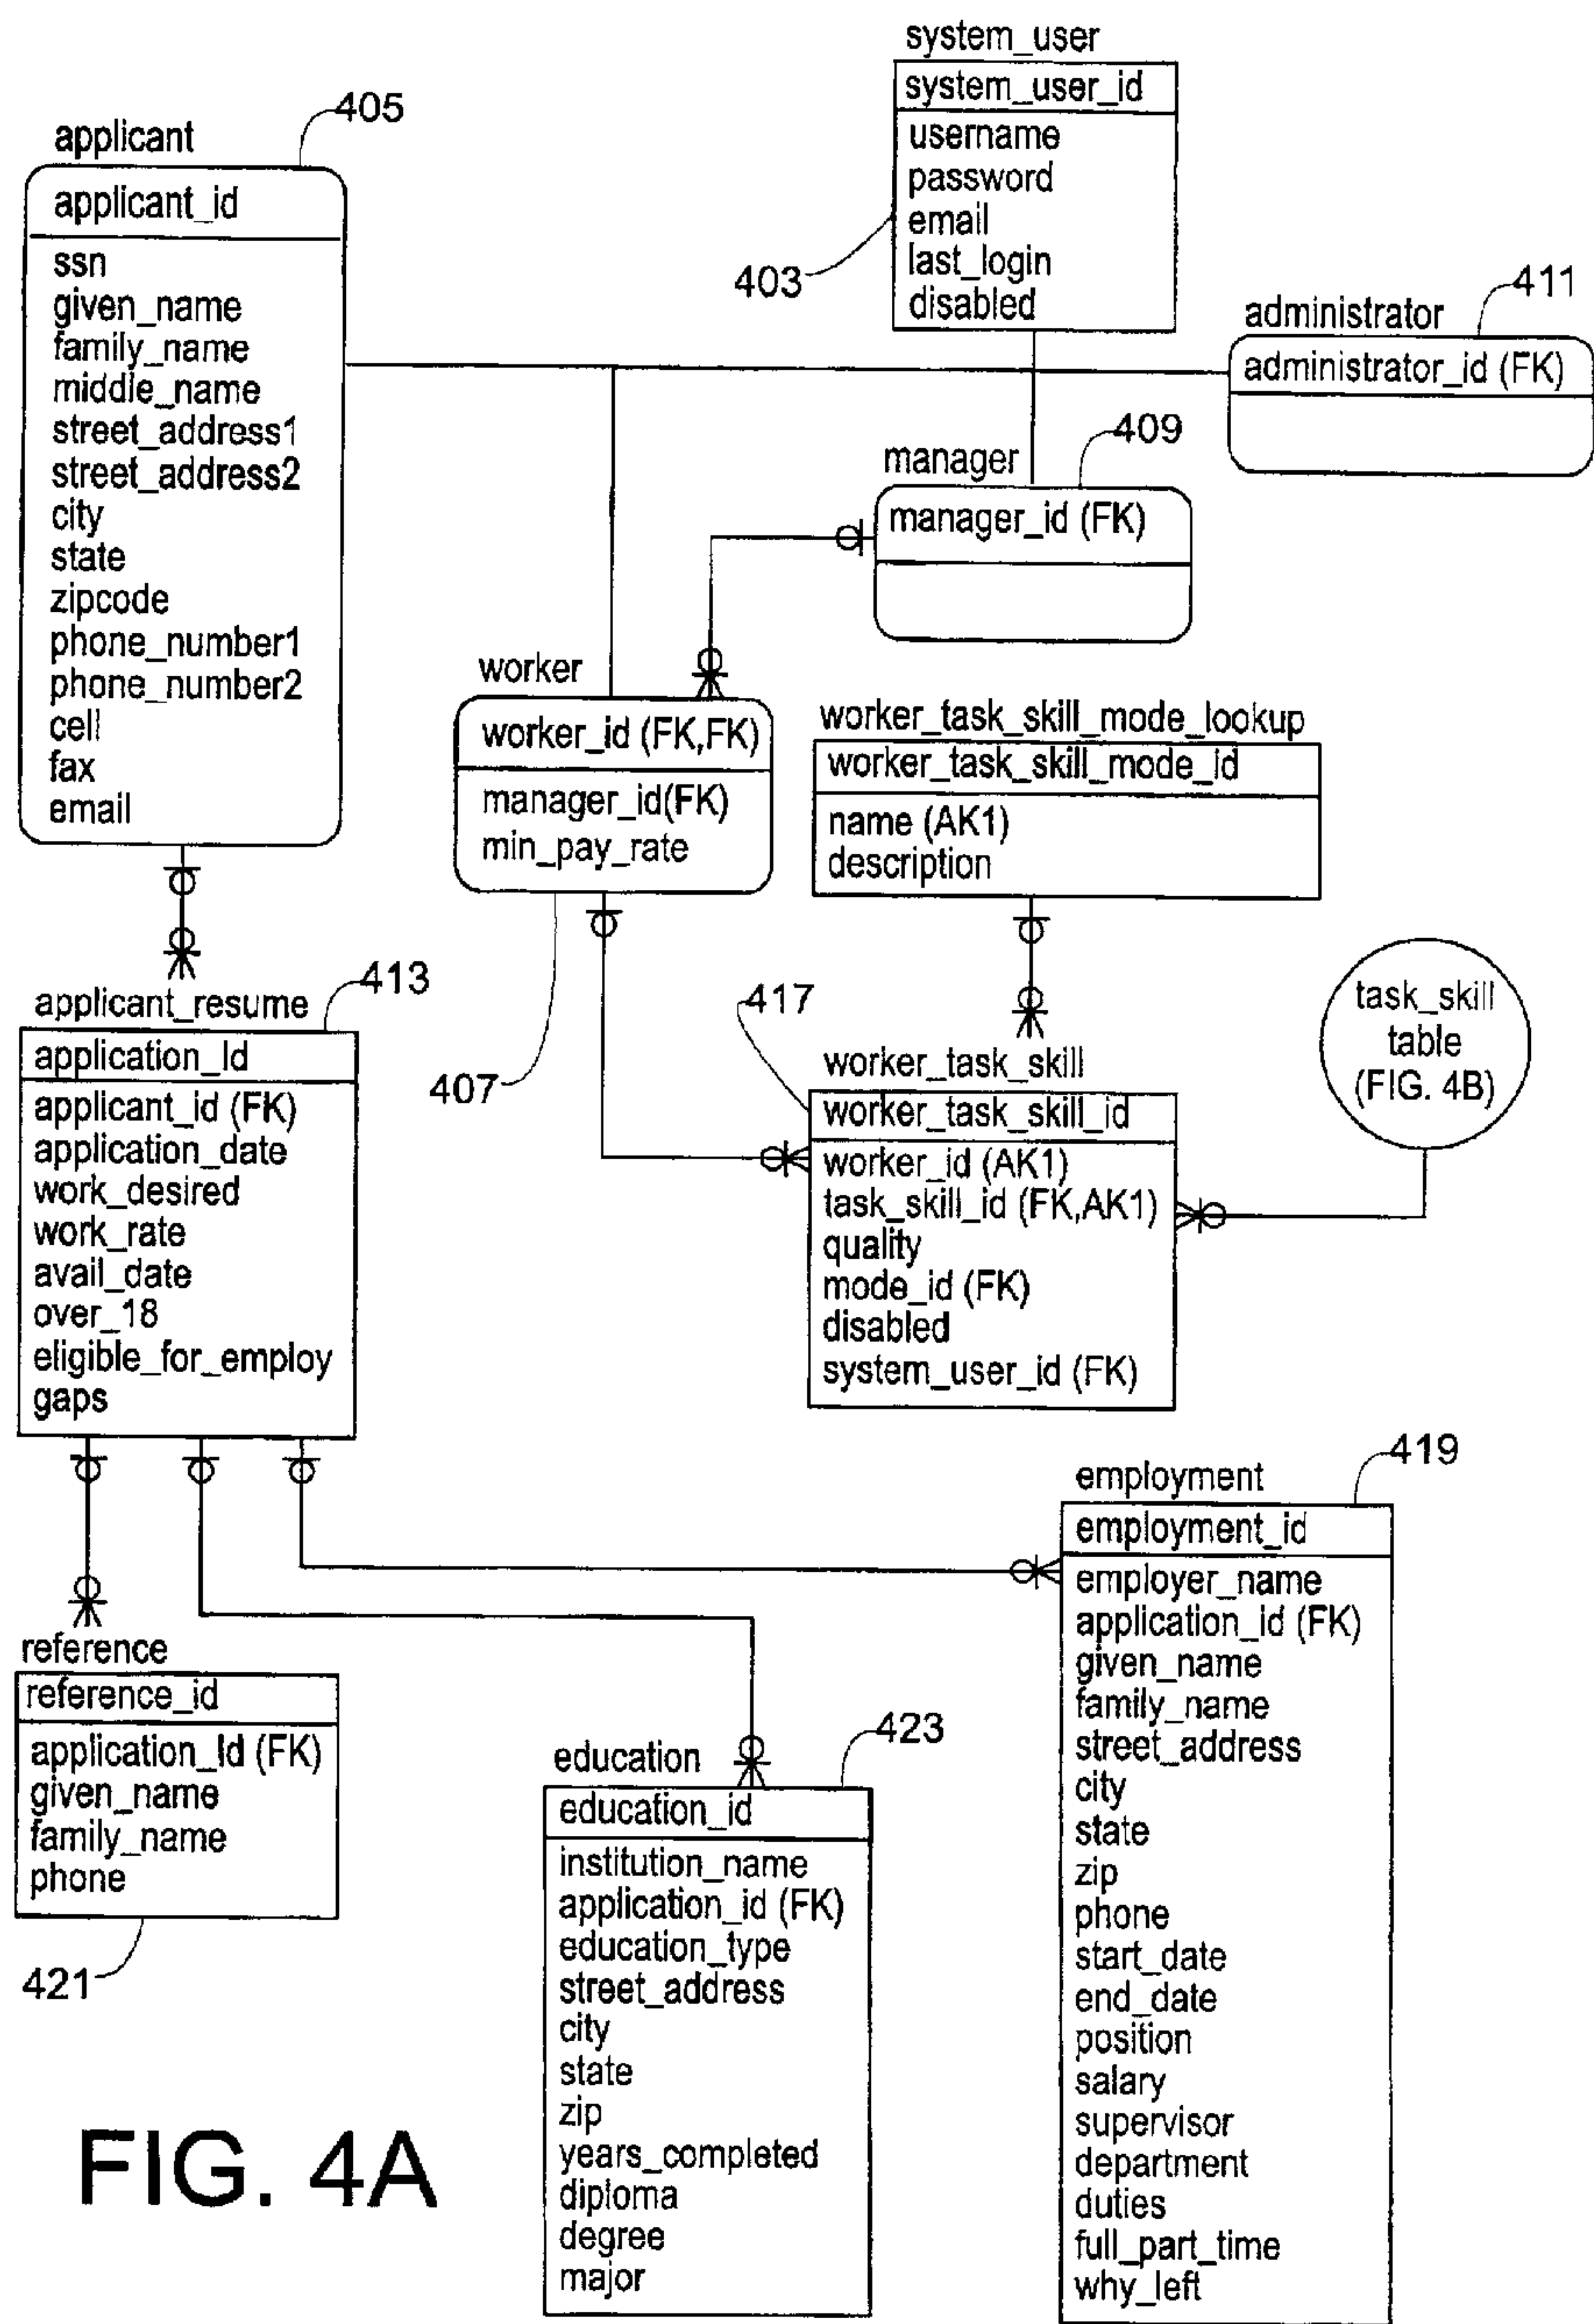 system_user
system_user_id
username
password
email
last_login
disabled
403
405
applicant
applicant_id
ssn
given_name
family_name
middle_name
street_address1
street_address2
city
state
zipcode
phone_number1
phone_number2
cell
fax
email
411
administrator
administrator_id (FK)
409
manager
manager_id (FK)
worker
worker_id (FK,FK)
manager_id(FK)
min_pay_rate
407
worker_task_skill_mode_lookup
worker_task_skill_mode_id
name (AK1)
description
task_skill
table
(FIG. 4B)
413
applicant_resume
application_Id
applicant_id (FK)
application_date
work_desired
work_rate
avail_date
over_18
eligible_for_employ
gaps
417
worker_task_skill
worker_task_skill_id
worker_id (AK1)
task_skill_id (FK,AK1)
quality
mode_id (FK)
disabled
system_user_id (FK)
419
employment
employment_id
employer_name
application_id (FK)
given_name
family_name
street_address
city
state
zip
phone
start_date
end_date
position
salary
supervisor
department
duties
full_part_time
why_left
reference
reference_id
application_Id (FK)
given_name
family_name
phone
421
423
education
education_id
institution_name
application_id (FK)
education_type
street_address
city
state
zip
years_completed
diploma
degree
major
FIG. 4A